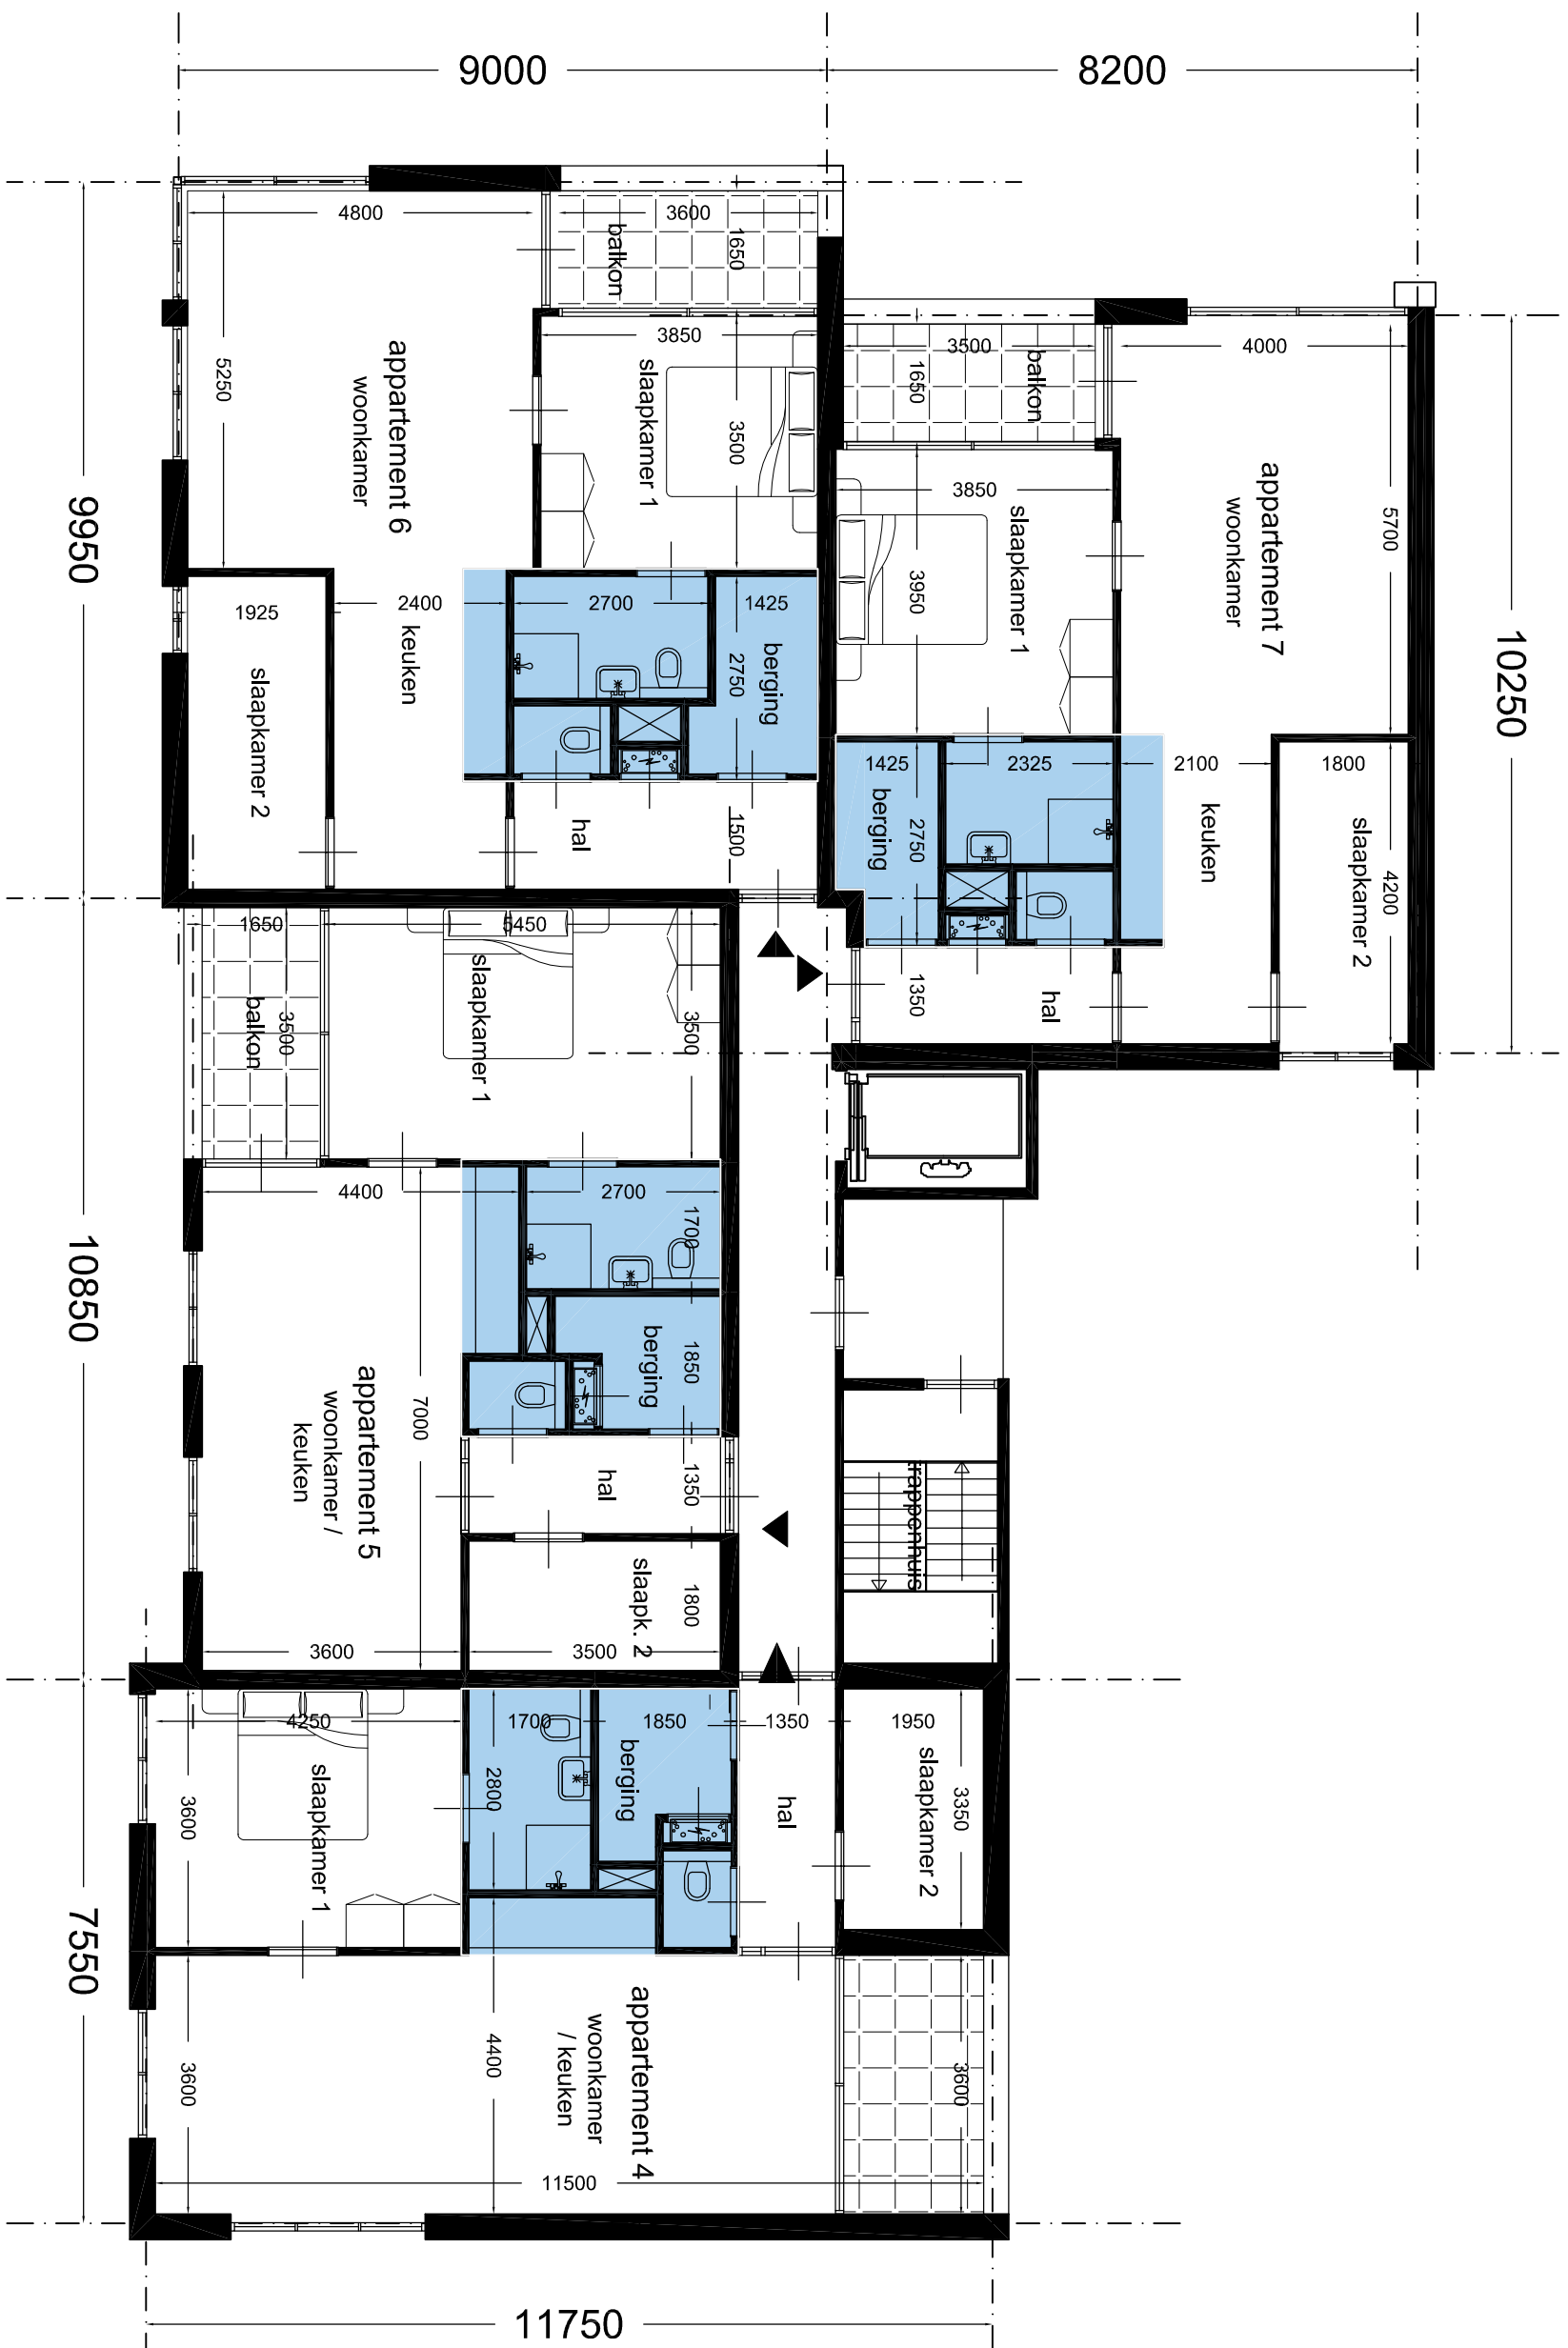 9000
8200
4800
3600
balkon
1650
3850
slaapkamer 1
3500
5250
appartement 6
woonkamer
3500
balkon
1650
4000
3850
slaapkamer 1
3950
appartement 7
woonkamer
5700
9950
10250
1925
slaapkamer 2
2400
keuken
2700
1425
berging
2750
hal
1500
1425
berging
2750
2325
2100
keuken
1800
slaapkamer 2
4200
hal
1350
1650
balkon
3500
5450
slaapkamer 1
3500
10850
4400
2700
1700
berging
1850
7000
appartement 5
woonkamer /
keuken
hal
1350
trappenhuis
slaapk. 2
1800
3600
3500
4250
slaapkamer 1
3600
1700
2800
1850
berging
1350
hal
1950
slaapkamer 2
3350
7550
3600
4400
appartement 4
woonkamer
/ keuken
3600
11500
11750